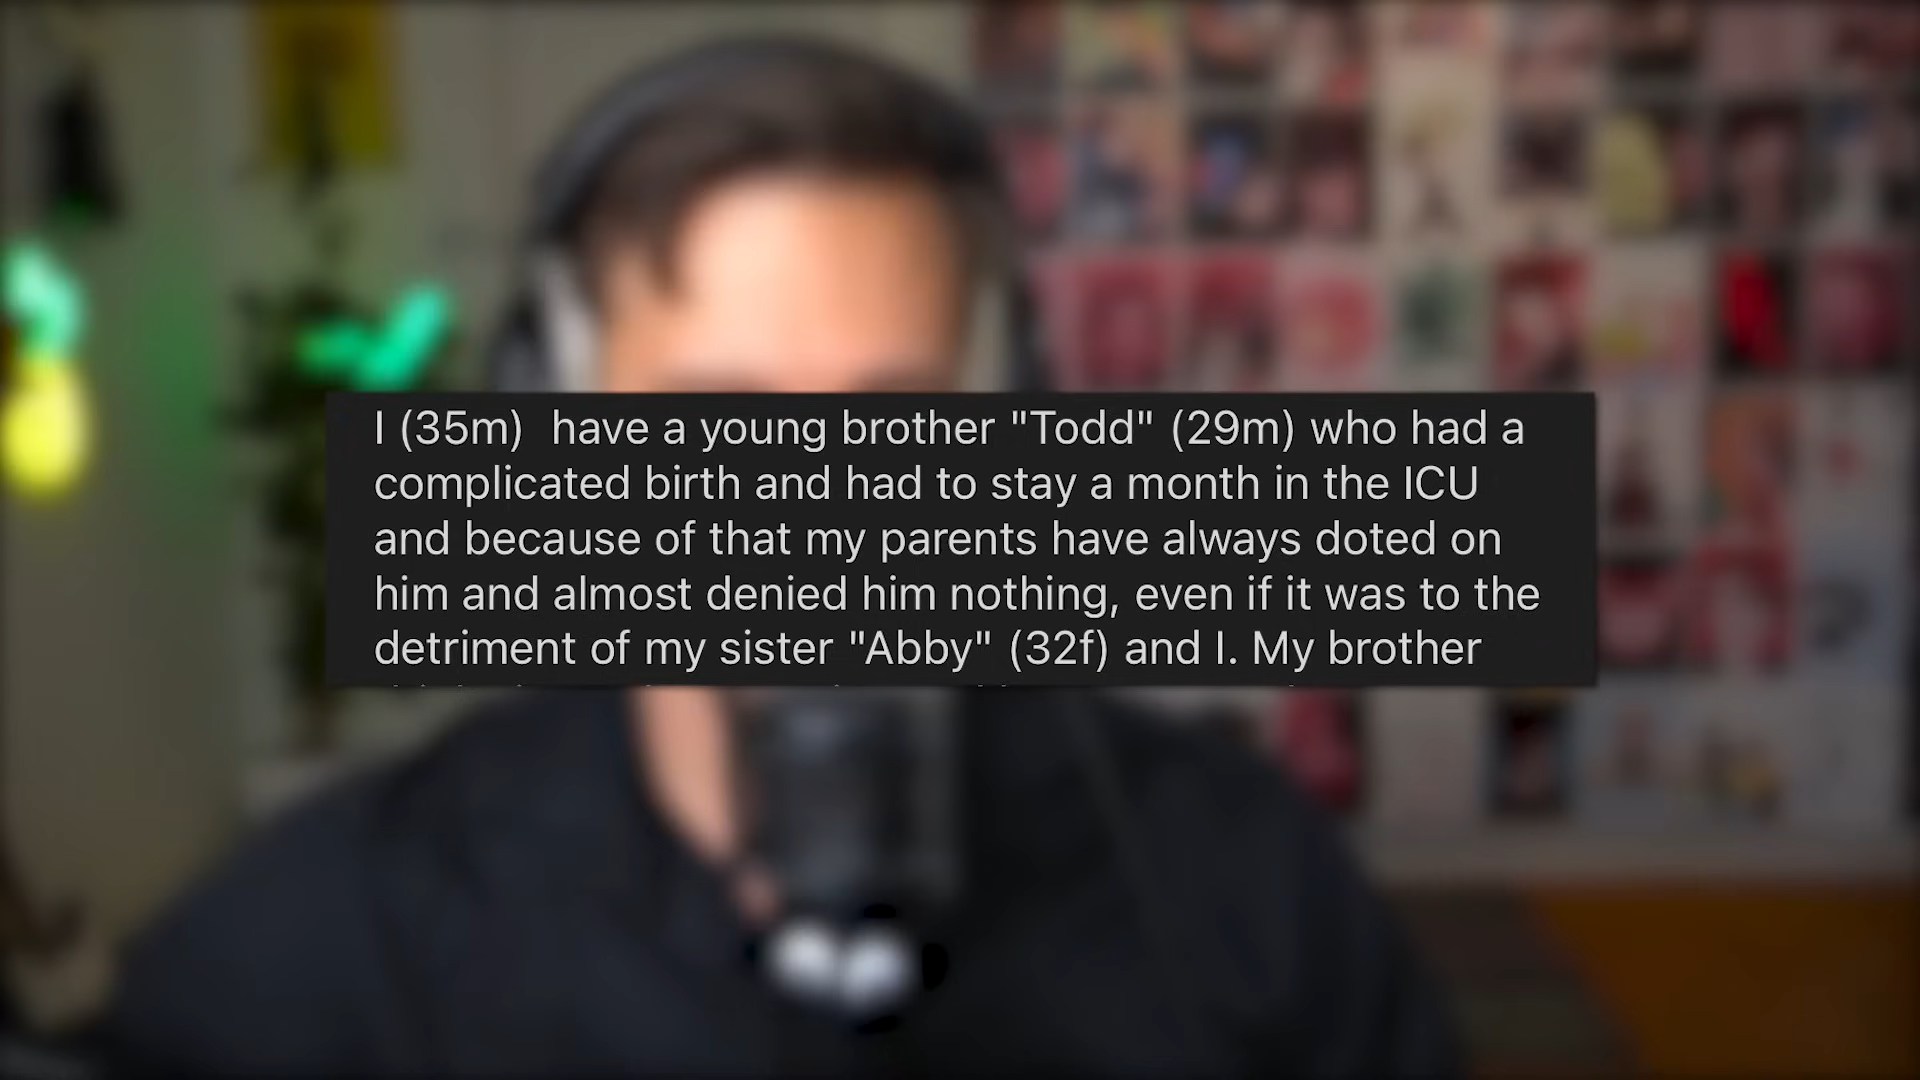 I (35m)  have a young brother "Todd" (29m) who had a
complicated birth and had to stay a month in the ICU
and because of that my parents have always doted on
him and almost denied him nothing, even if it was to the
detriment of my sister "Abby" (32f) and I. My brother